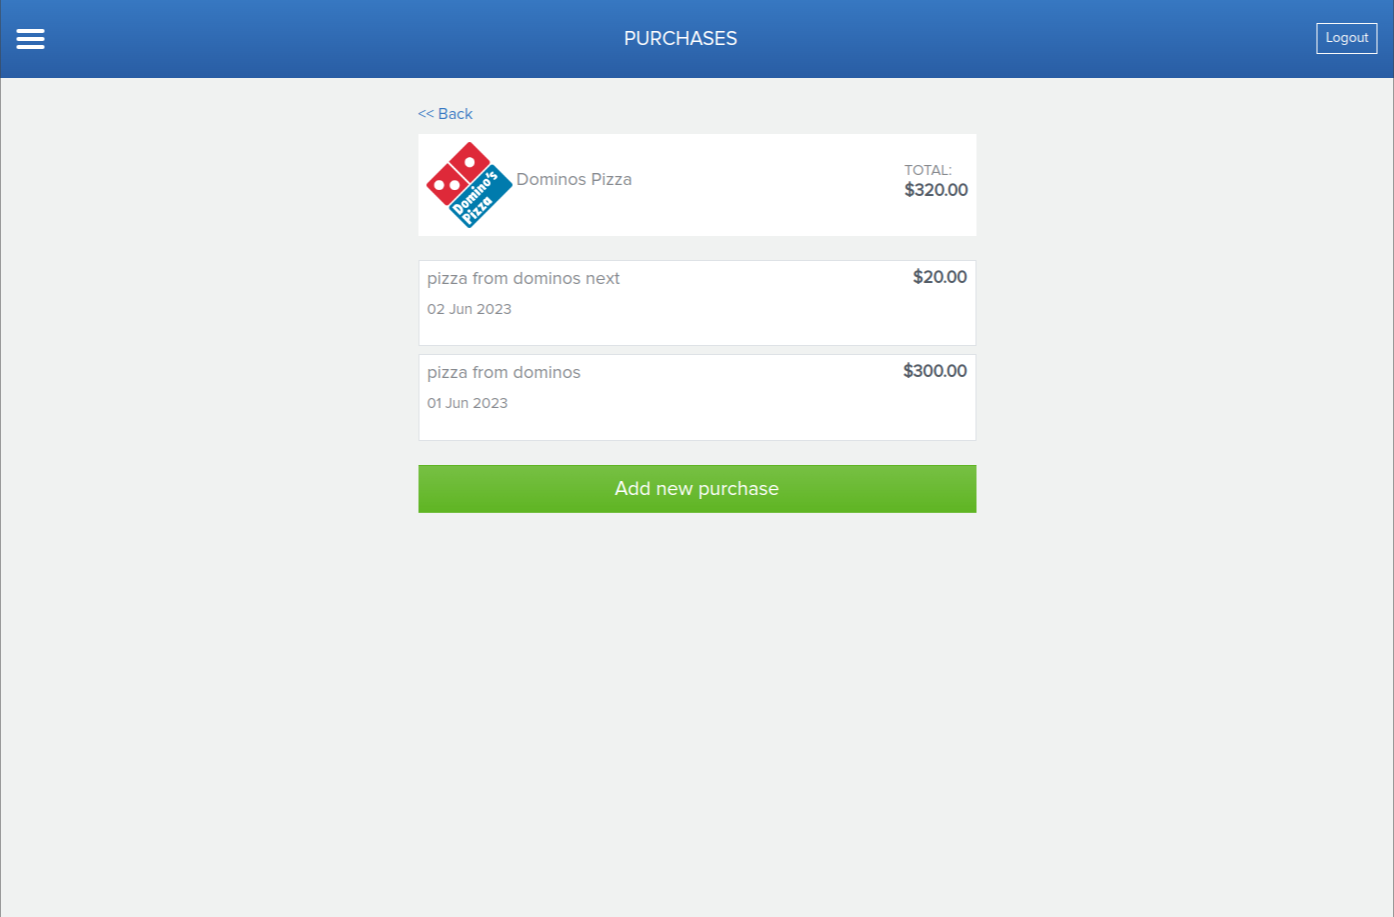 PURCHASES
Logout
<< Back
Domino's
Pizza
Dominos Pizza
TOTAL:
$320.00
pizza from dominos next
$20.00
02 Jun 2023
pizza from dominos
$300.00
01 Jun 2023
Add new purchase